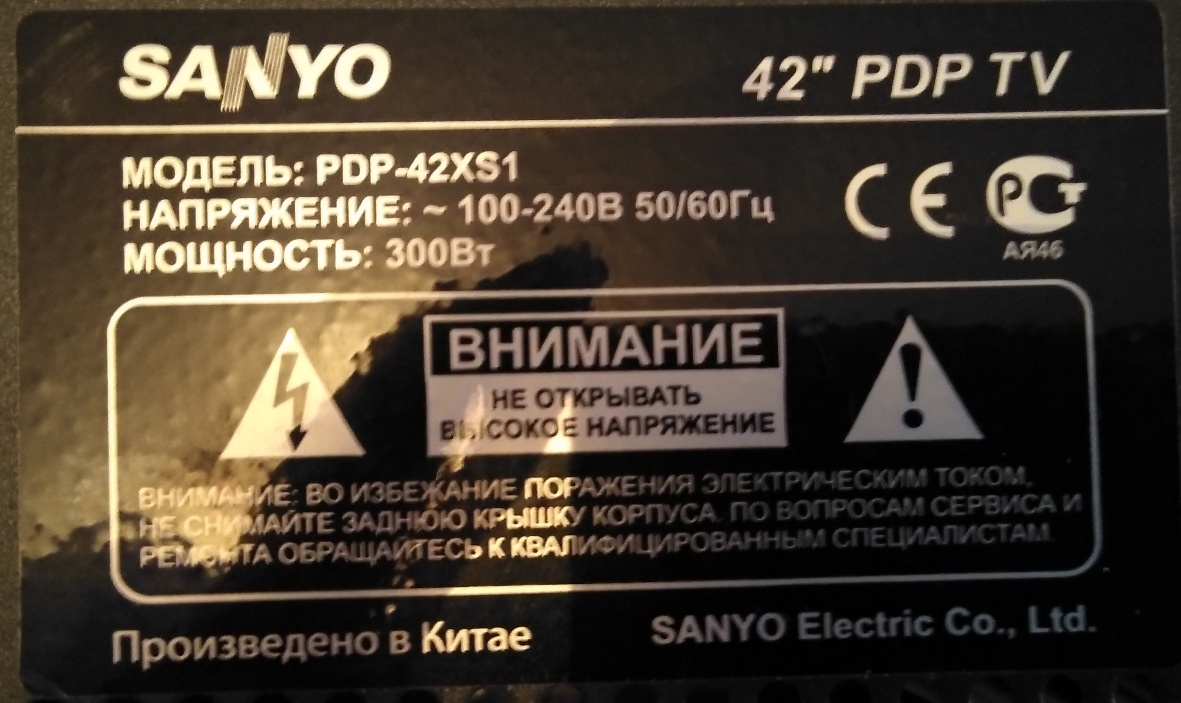 SANYO 42" PDP TV
МОДЕЛЬ: PDP-42XS1
НАПРЯЖЕНИЕ: ~ 100-240В 50/60Гц
МОЩНОСТЬ: 300Вт
CE РСТ
АЯ46
ВНИМАНИЕ
НЕ ОТКРЫВАТЬ
ВЫСОКОЕ НАПРЯЖЕНИЕ
ВНИМАНИЕ: ВО ИЗБЕЖАНИЕ ПОРАЖЕНИЯ ЭЛЕКТРИЧЕСКИМ ТОКОМ,
НЕ СНИМАЙТЕ ЗАДНЮЮ КРЫШКУ КОРПУСА. ПО ВОПРОСАМ СЕРВИСА И
РЕМОНТА ОБРАЩАЙТЕСЬ К КВАЛИФИЦИРОВАННЫМ СПЕЦИАЛИСТАМ.
Произведено в Китае SANYO Electric Co., Ltd.